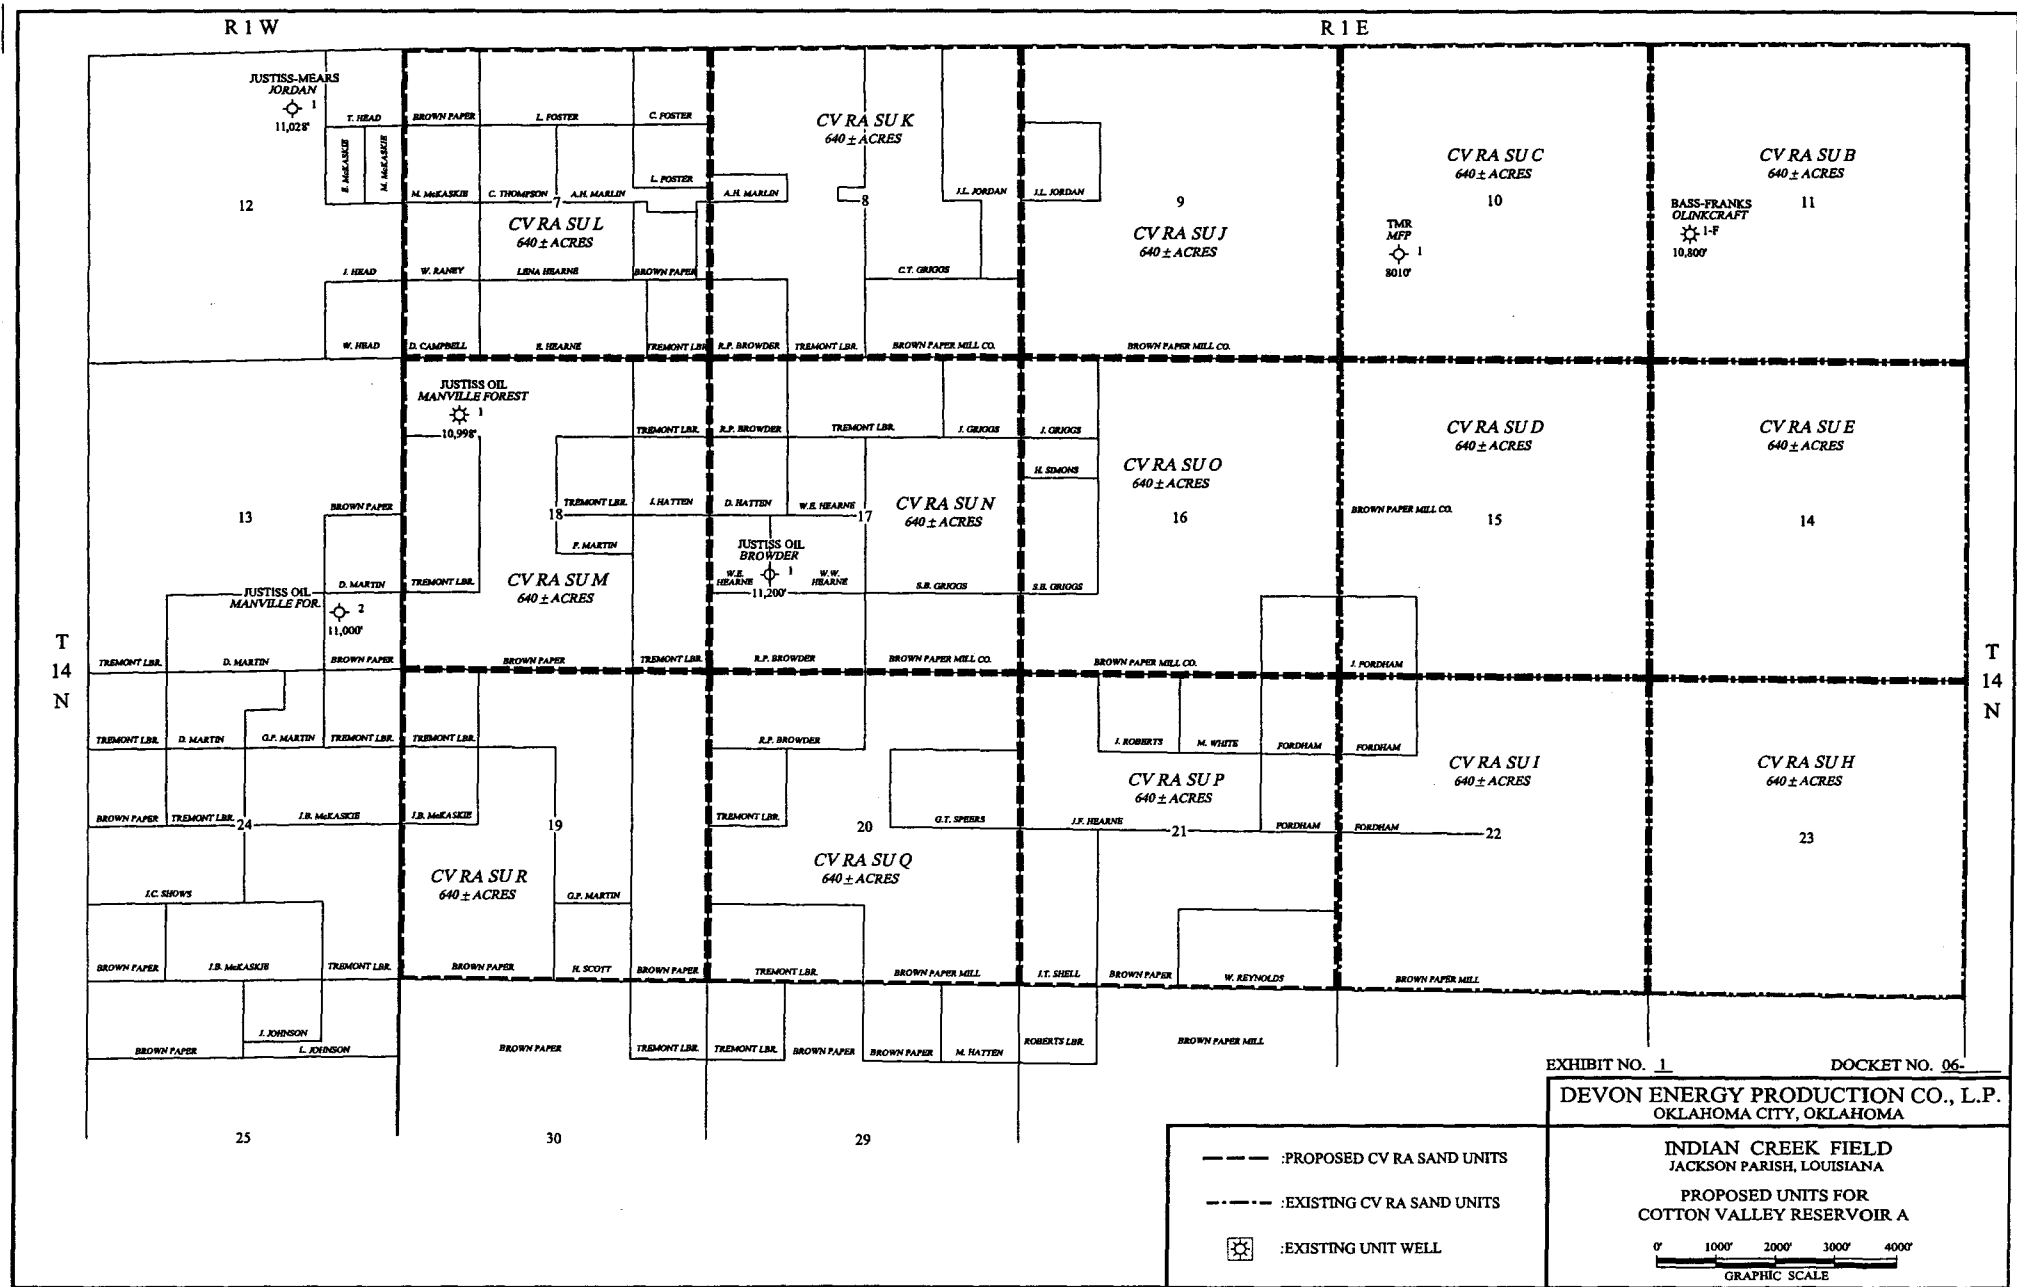 R 1 W
R 1 E
JUSTISS-MEARS
JORDAN
1
11,028'
T. HEAD
BROWN PAPER
L. FOSTER
C. FOSTER
CV RA SU K
640 ± ACRES
CV RA SU C
640 ± ACRES
10
CV RA SU B
640 ± ACRES
11
E. McKASKIE
M. McKASKIE
12
M. McKASKIE
C. THOMPSON
7
A.H. MARLIN
L. FOSTER
A.H. MARLIN
8
J.L. JORDAN
J.L. JORDAN
9
CV RA SU L
640 ± ACRES
CV RA SU J
640 ± ACRES
TMR
MFP
1
8010'
BASS-FRANKS
OLINKCRAFT
1-F
10,800'
J. HEAD
W. RANEY
LENA HEARNE
BROWN PAPER
C.T. GRIGGS
W. HEAD
D. CAMPBELL
E. HEARNE
TREMONT LBR.
R.P. BROWDER
TREMONT LBR.
BROWN PAPER MILL CO.
BROWN PAPER MILL CO.
JUSTISS OIL
MANVILLE FOREST
1
10,998'
TREMONT LBR.
R.P. BROWDER
TREMONT LBR.
J. GRIGGS
J. GRIGGS
CV RA SU D
640 ± ACRES
CV RA SU E
640 ± ACRES
H. SIMONS
CV RA SU O
640 ± ACRES
16
BROWN PAPER
13
TREMONT LBR.
18
J. HATTEN
D. HATTEN
W.E. HEARNE
17
CV RA SU N
640 ± ACRES
BROWN PAPER MILL CO.
15
14
P. MARTIN
JUSTISS OIL
BROWDER
1
11,200'
W.E.
HEARNE
W.W.
HEARNE
CV RA SU M
640 ± ACRES
D. MARTIN
TREMONT LBR.
S.B. GRIGGS
S.B. GRIGGS
JUSTISS OIL
MANVILLE FOR.
2
11,000'
T
14
N
T
14
N
TREMONT LBR.
D. MARTIN
BROWN PAPER
BROWN PAPER
TREMONT LBR.
R.P. BROWDER
BROWN PAPER MILL CO.
BROWN PAPER MILL CO.
J. FORDHAM
TREMONT LBR.
D. MARTIN
G.P. MARTIN
TREMONT LBR.
TREMONT LBR.
R.P. BROWDER
J. ROBERTS
M. WHITE
FORDHAM
FORDHAM
CV RA SU P
640 ± ACRES
CV RA SU I
640 ± ACRES
CV RA SU H
640 ± ACRES
BROWN PAPER
TREMONT LBR.
24
J.B. McKASKIE
J.B. McKASKIE
19
TREMONT LBR.
20
G.T. SPEERS
J.F. HEARNE
21
FORDHAM
FORDHAM
22
23
CV RA SU R
640 ± ACRES
CV RA SU Q
640 ± ACRES
J.C. SHOWS
G.P. MARTIN
BROWN PAPER
J.B. McKASKIE
TREMONT LBR.
BROWN PAPER
H. SCOTT
BROWN PAPER
TREMONT LBR.
BROWN PAPER MILL
J.T. SHELL
BROWN PAPER
W. REYNOLDS
BROWN PAPER MILL
J. JOHNSON
BROWN PAPER
L. JOHNSON
BROWN PAPER
TREMONT LBR.
TREMONT LBR.
BROWN PAPER
BROWN PAPER
M. HATTEN
ROBERTS LBR.
BROWN PAPER MILL
25
30
29
EXHIBIT NO. 1
DOCKET NO. 06-
DEVON ENERGY PRODUCTION CO., L.P.
OKLAHOMA CITY, OKLAHOMA
INDIAN CREEK FIELD
JACKSON PARISH, LOUISIANA
PROPOSED UNITS FOR
COTTON VALLEY RESERVOIR A
0' 1000' 2000' 3000' 4000'
GRAPHIC SCALE
:PROPOSED CV RA SAND UNITS
:EXISTING CV RA SAND UNITS
:EXISTING UNIT WELL